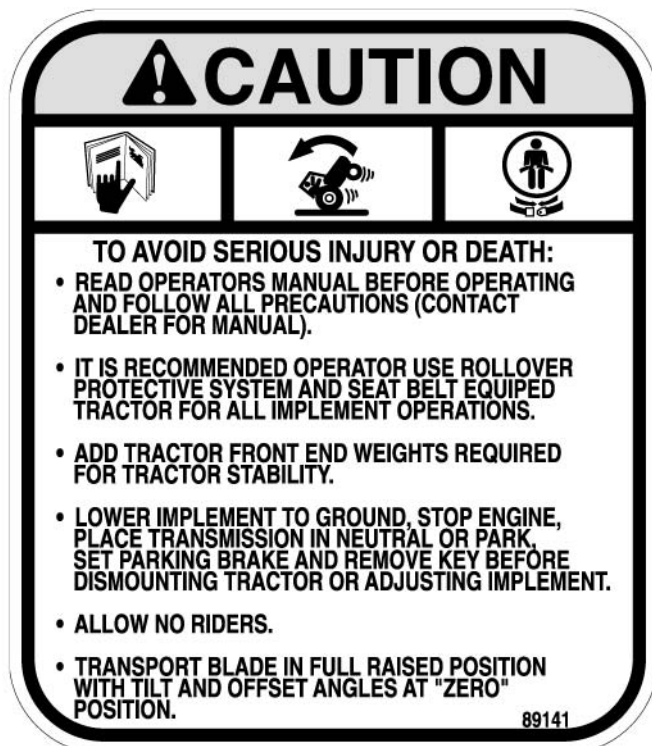 CAUTION
TO AVOID SERIOUS INJURY OR DEATH:
• READ OPERATORS MANUAL BEFORE OPERATING
AND FOLLOW ALL PRECAUTIONS (CONTACT
DEALER FOR MANUAL).
• IT IS RECOMMENDED OPERATOR USE ROLLOVER
PROTECTIVE SYSTEM AND SEAT BELT EQUIPED
TRACTOR FOR ALL IMPLEMENT OPERATIONS.
• ADD TRACTOR FRONT END WEIGHTS REQUIRED
FOR TRACTOR STABILITY.
• LOWER IMPLEMENT TO GROUND, STOP ENGINE,
PLACE TRANSMISSION IN NEUTRAL OR PARK,
SET PARKING BRAKE AND REMOVE KEY BEFORE
DISMOUNTING TRACTOR OR ADJUSTING IMPLEMENT.
• ALLOW NO RIDERS.
• TRANSPORT BLADE IN FULL RAISED POSITION
WITH TILT AND OFFSET ANGLES AT "ZERO"
POSITION.
89141